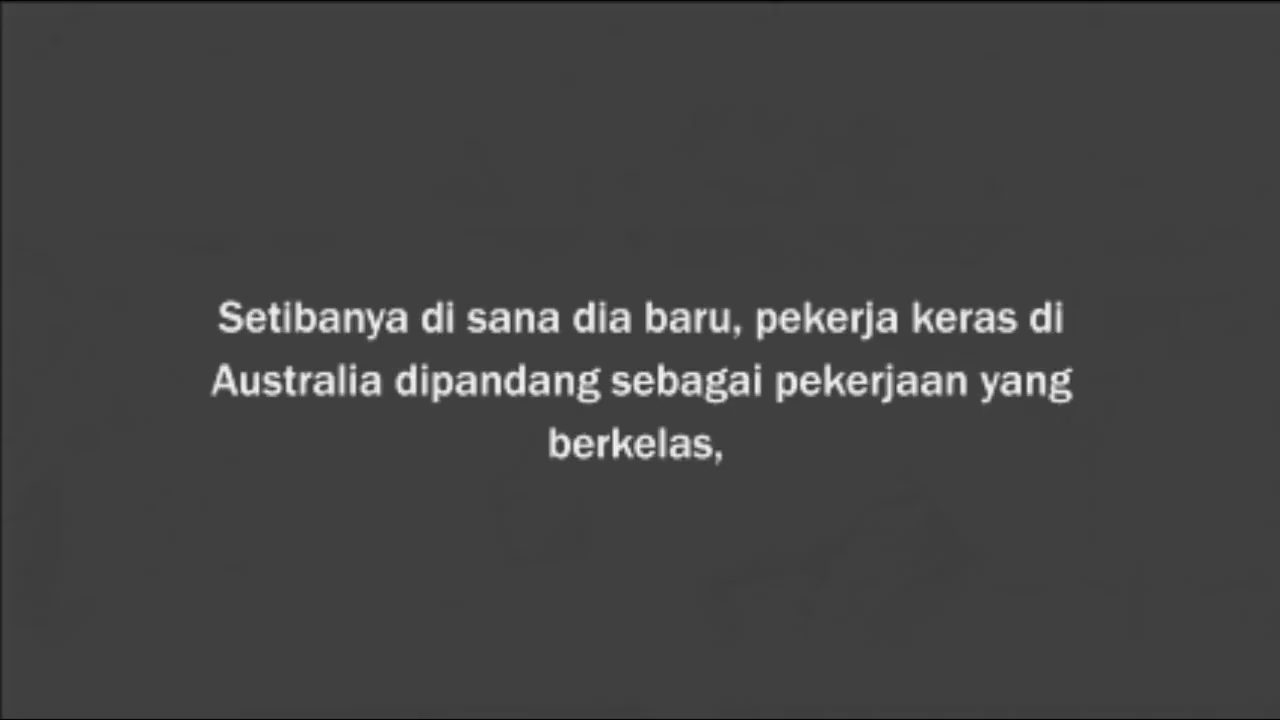 Setibanya di sana dia baru, pekerja keras di
Australia dipandang sebagai pekerjaan yang
berkelas,